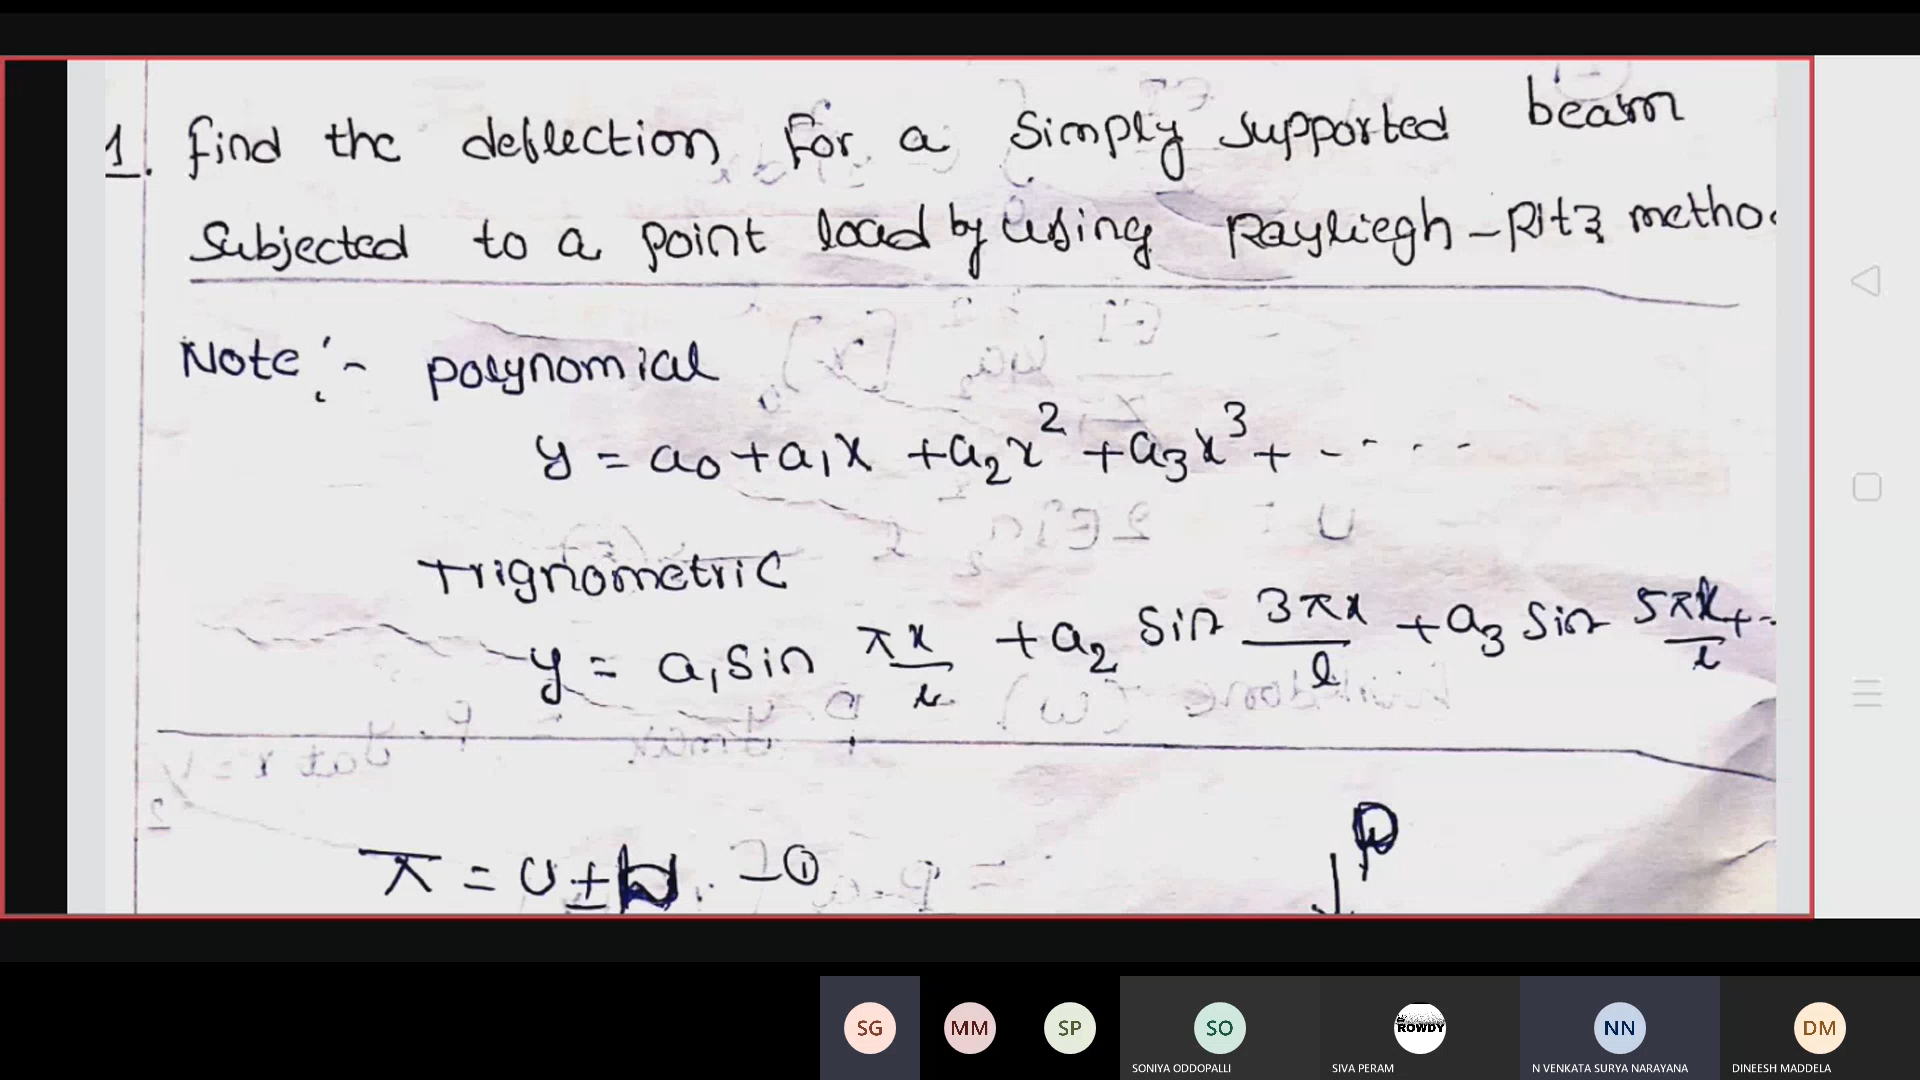 1. find the deflection for a simply supported beam
subjected to a point load by using Rayliegh-Ritz metho
Note:- polynomial
y = a0 + a1x + a2x² + a3x³ + - - - -
Trignometric
y = a1 sin πx/l + a2 sin 3πx/l + a3 sin 5πx/l + -
P
π = U ± W. -①
SG MM SP SO ROWDY NN DM
SONIYA ODDOPALLI SIVA PERAM N VENKATA SURYA NARAYANA DINEESH MADDELA